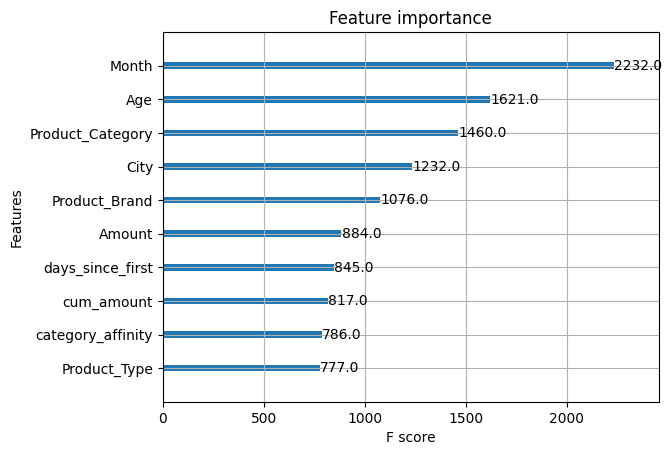 Feature importance
Month 2232.0
Age 1621.0
Product_Category 1460.0
City 1232.0
Product_Brand 1076.0
Amount 884.0
days_since_first 845.0
cum_amount 817.0
category_affinity 786.0
Product_Type 777.0
Features
0 500 1000 1500 2000
F score